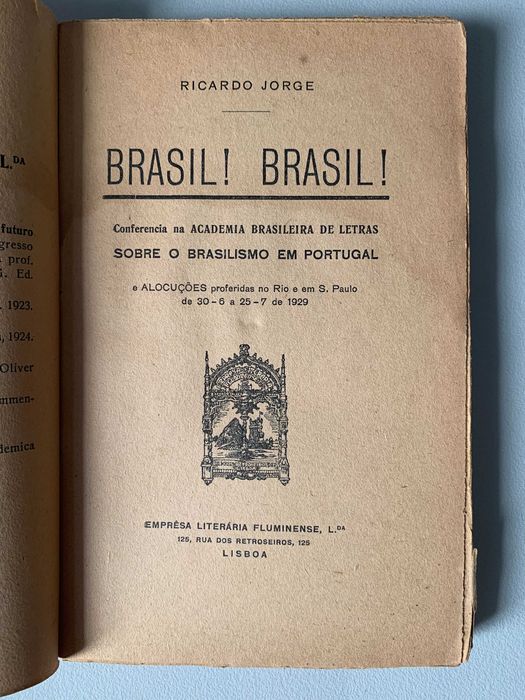 L.DA
futuro
gresso
prof.
. Ed.
. 1923.
, 1924.
Oliver
mmen-
demica
RICARDO JORGE
BRASIL! BRASIL!
Conferencia na ACADEMIA BRASILEIRA DE LETRAS
SOBRE O BRASILISMO EM PORTUGAL
e ALOCUÇÕES proferidas no Rio e em S. Paulo
de 30-6 a 25-7 de 1929
EMPRÊSA LITERÁRIA FLUMINENSE, L.DA
125, RUA DOS RETROSEIROS, 125
LISBOA